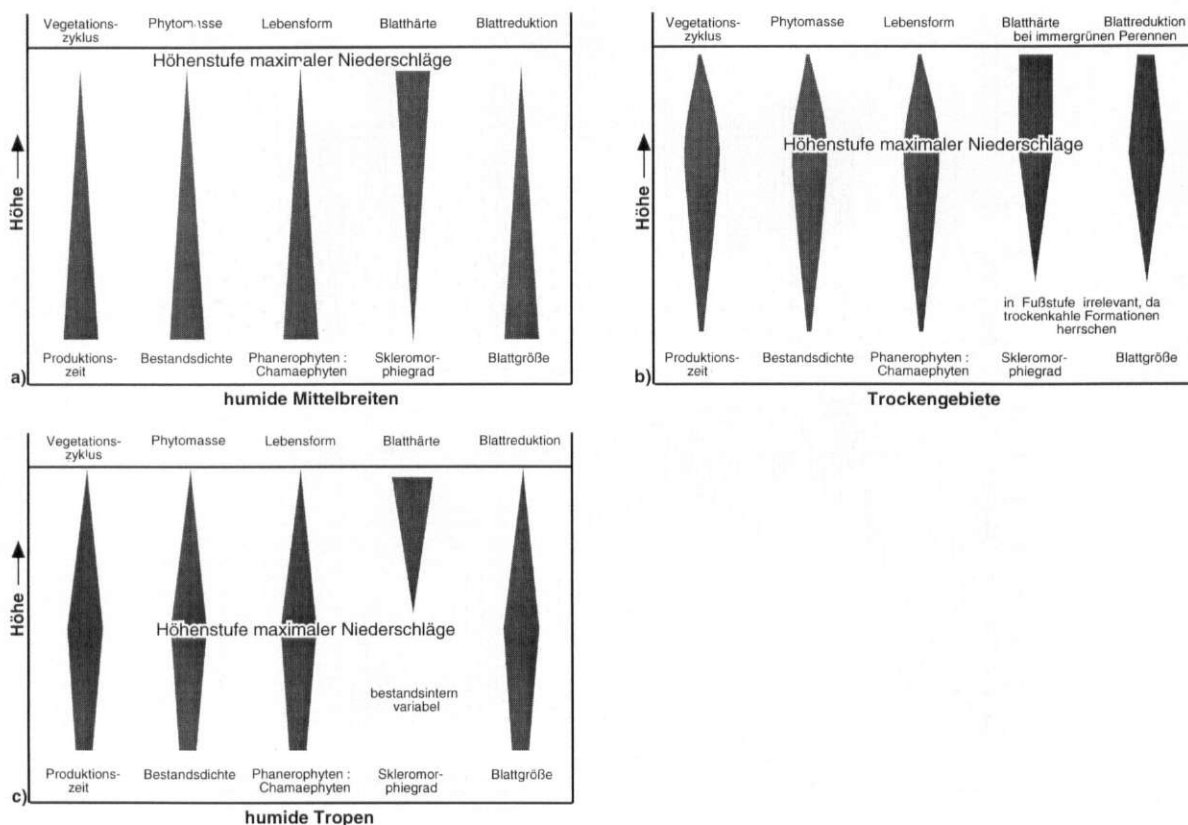 Vegetations-
zyklus
Phytomasse
Lebensform
Blatthärte
Blattreduktion
Höhenstufe maximaler Niederschläge
Höhe
Produktions-
zeit
Bestandsdichte
Phanerophyten :
Chamaephyten
Skleromor-
phiegrad
Blattgröße
a)
humide Mittelbreiten
Vegetations-
zyklus
Phytomasse
Lebensform
Blatthärte
Blattreduktion
bei immergrünen Perennen
Höhenstufe maximaler Niederschläge
Höhe
in Fußstufe irrelevant, da
trockenkahle Formationen
herrschen
Produktions-
zeit
Bestandsdichte
Phanerophyten :
Chamaephyten
Skleromor-
phiegrad
Blattgröße
b)
Trockengebiete
Vegetations-
zyklus
Phytomasse
Lebensform
Blatthärte
Blattreduktion
Höhe
Höhenstufe maximaler Niederschläge
bestandsintern
variabel
Produktions-
zeit
Bestandsdichte
Phanerophyten :
Chamaephyten
Skleromor-
phiegrad
Blattgröße
c)
humide Tropen